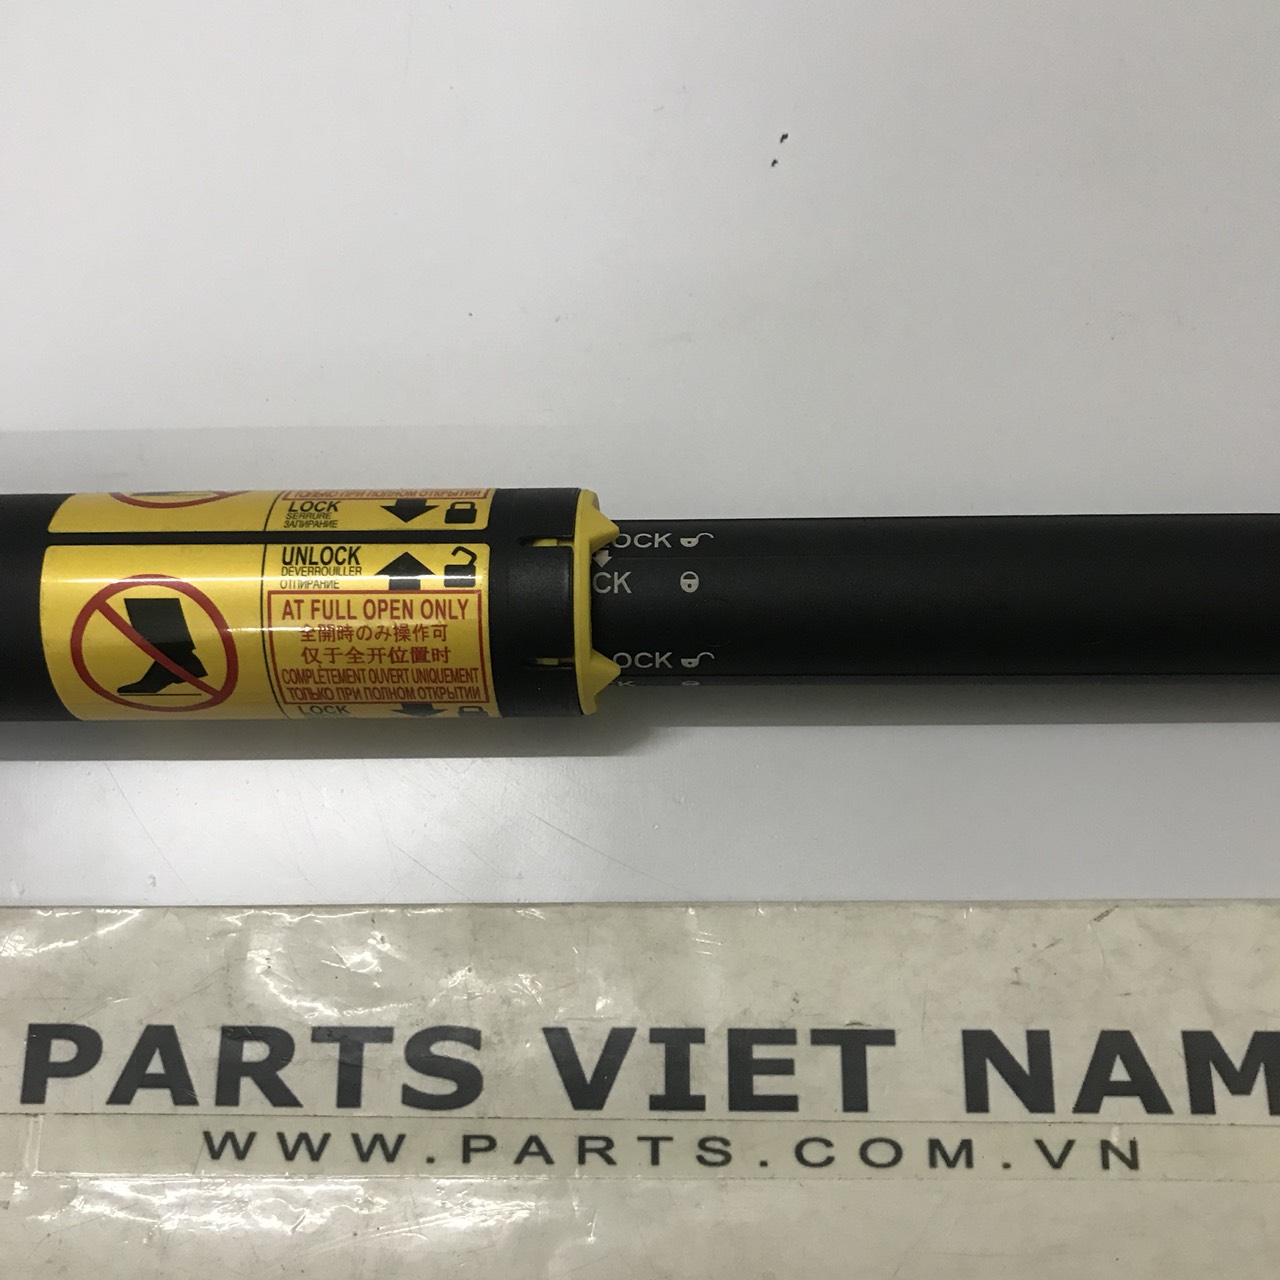 ТОЛЬКО ПРИ ПОЛНОМ ОТКРЫТИИ
LOCK
SERRURE
ЗАПИРАНИЕ
UNLOCK
DEVERROUILLER
ОТПИРАНИЕ
AT FULL OPEN ONLY
全開時のみ操作可
仅于全开位置时
COMPLÈTEMENT OUVERT UNIQUEMENT
ТОЛЬКО ПРИ ПОЛНОМ ОТКРЫТИИ
LOCK
OCK
CK
OCK
PARTS VIET NAM
WWW.PARTS.COM.VN